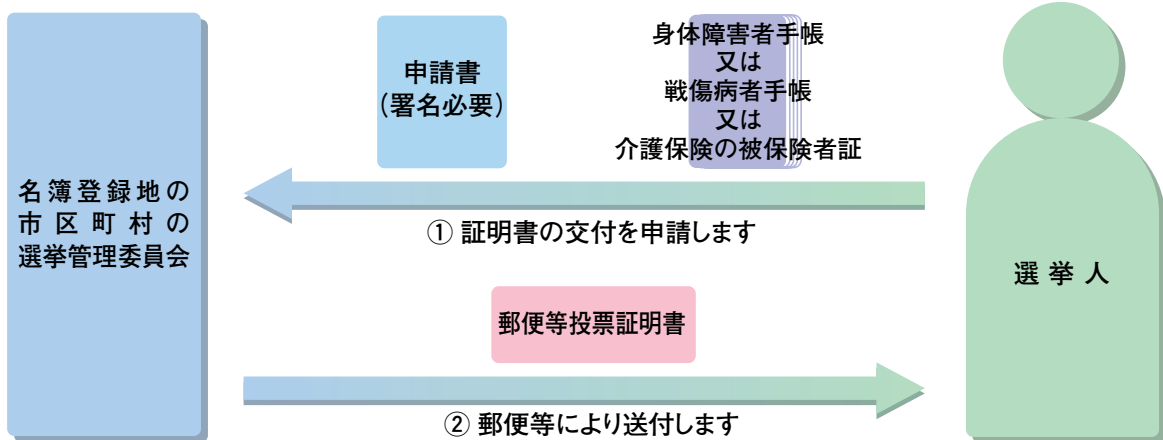 名簿登録地の
市区町村の
選挙管理委員会
申請書
（署名必要）
身体障害者手帳
又は
戦傷病者手帳
又は
介護保険の被保険者証
① 証明書の交付を申請します
郵便等投票証明書
② 郵便等により送付します
選挙人